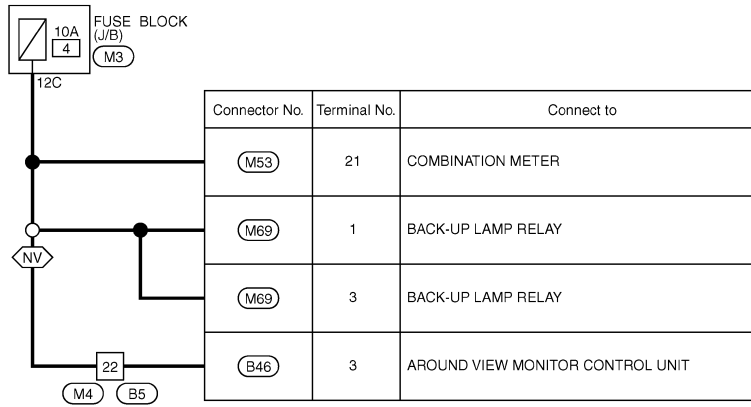 FUSE BLOCK
(J/B)
10A
4
M3
12C
Connector No. Terminal No. Connect to
M53 21 COMBINATION METER
M69 1 BACK-UP LAMP RELAY
NV
M69 3 BACK-UP LAMP RELAY
22
B46 3 AROUND VIEW MONITOR CONTROL UNIT
M4 B5